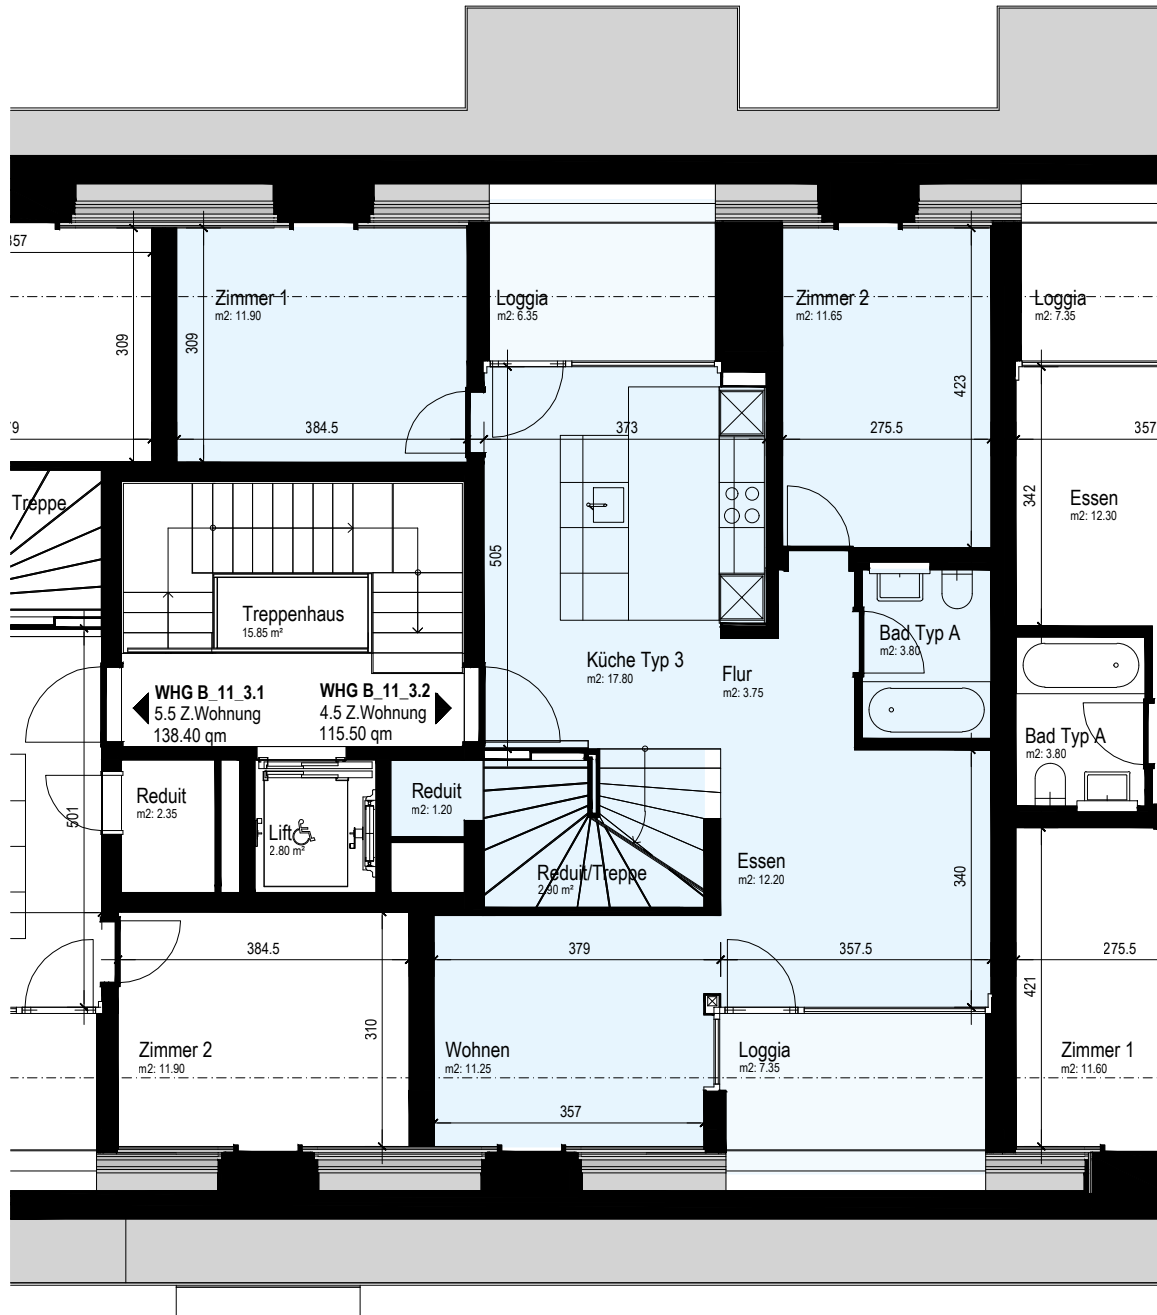 357
309
309
Zimmer 1
m2: 11.90
Loggia
m2: 6.35
Zimmer 2
m2: 11.65
Loggia
m2: 7.35
423
79
384.5
373
275.5
357
342
Essen
m2: 12.30
Treppe
505
Treppenhaus
15.85 m²
Bad Typ A
m2: 3.80
Küche Typ 3
m2: 17.80
Flur
m2: 3.75
WHG B_11_3.1
5.5 Z.Wohnung
138.40 qm
WHG B_11_3.2
4.5 Z.Wohnung
115.50 qm
Bad Typ A
m2: 3.80
501
Reduit
m2: 2.35
Lift
2.80 m²
Reduit
m2: 1.20
Reduit/Treppe
2.90 m²
Essen
m2: 12.20
340
384.5
379
357.5
275.5
421
310
Zimmer 2
m2: 11.90
Wohnen
m2: 11.25
Loggia
m2: 7.35
Zimmer 1
m2: 11.60
357